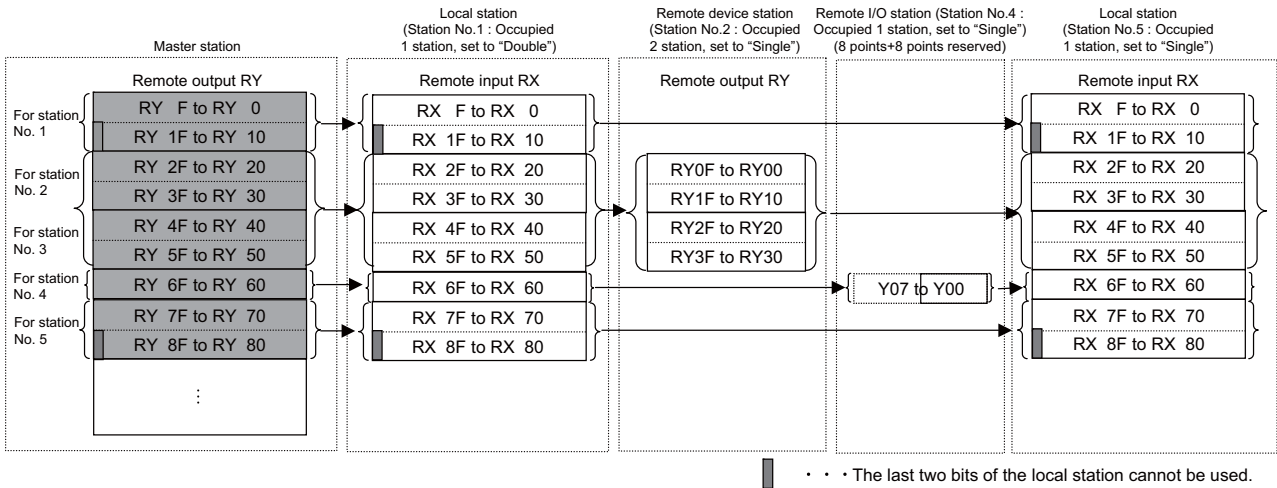 Master station
Local station
(Station No.1 : Occupied
1 station, set to “Double”)
Remote device station
(Station No.2 : Occupied
2 station, set to “Single”)
Remote I/O station (Station No.4 :
Occupied 1 station, set to “Single”)
(8 points+8 points reserved)
Local station
(Station No.5 : Occupied
1 station, set to “Single”)
Remote output RY
For station
No. 1
RY F to RY 0
RY 1F to RY 10
For station
No. 2
RY 2F to RY 20
RY 3F to RY 30
For station
No. 3
RY 4F to RY 40
RY 5F to RY 50
For station
No. 4
RY 6F to RY 60
For station
No. 5
RY 7F to RY 70
RY 8F to RY 80
⋮
Remote input RX
RX F to RX 0
RX 1F to RX 10
RX 2F to RX 20
RX 3F to RX 30
RX 4F to RX 40
RX 5F to RX 50
RX 6F to RX 60
RX 7F to RX 70
RX 8F to RX 80
Remote output RY
RY0F to RY00
RY1F to RY10
RY2F to RY20
RY3F to RY30
Y07 to Y00
Remote input RX
RX F to RX 0
RX 1F to RX 10
RX 2F to RX 20
RX 3F to RX 30
RX 4F to RX 40
RX 5F to RX 50
RX 6F to RX 60
RX 7F to RX 70
RX 8F to RX 80
・・・The last two bits of the local station cannot be used.